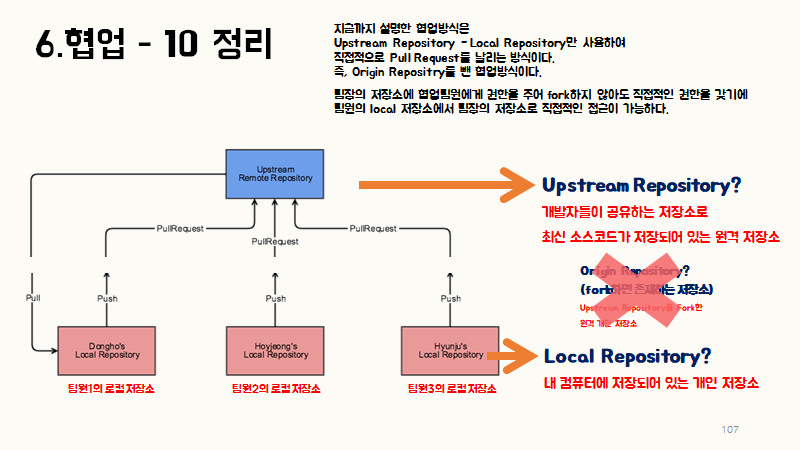 6.협업 - 10 정리
지금까지 설명한 협업방식은
Upstream Repository - Local Repository만 사용하여
직접적으로 Pull Request를 날리는 방식이다.
즉, Origin Repositry를 뺀 협업방식이다.
팀장의 저장소에 협업팀원에게 권한을 주어 fork하지 않아도 직접적인 권한을 갖기에
팀원의 local 저장소에서 팀장의 저장소로 직접적인 접근이 가능하다.
Upstream
Remote Repository
PullRequest
PullRequest
PullRequest
Pull
Push
Push
Push
Dongho's
Local Repository
Hoyjeong's
Local Repository
Hyunju's
Local Repository
팀원1의 로컬저장소
팀원2의 로컬저장소
팀원3의 로컬저장소
Upstream Repository?
개발자들이 공유하는 저장소로
최신 소스코드가 저장되어 있는 원격 저장소
Origin Repository?
(fork하면 존재하는 저장소)
Upstream Repository를 Fork한
원격 개인 저장소
Local Repository?
내 컴퓨터에 저장되어 있는 개인 저장소
107